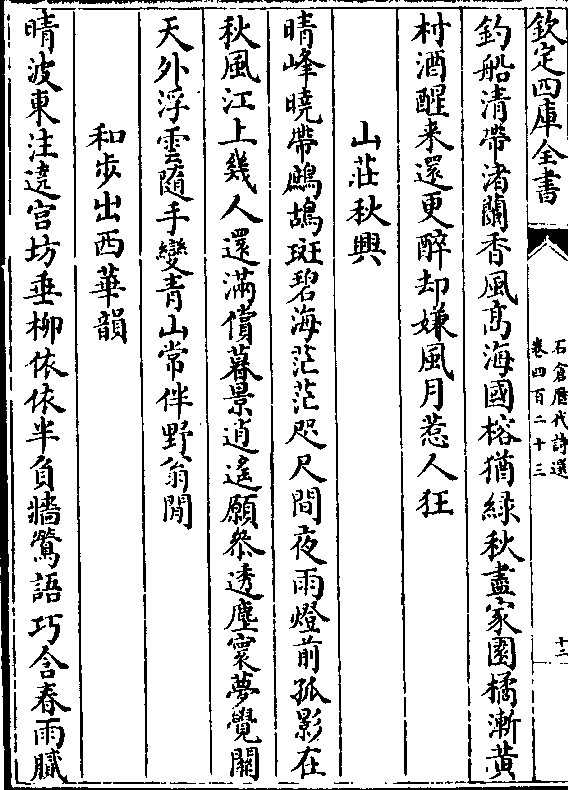 欽定四庫全書
石倉歷代詩選
卷四百二十三
十三
釣船清帶渚蘭香風髙海國榕猶緑秋盡家園橘漸黄
村酒醒来還更醉却嫌風月惹人狂
山莊秋興
晴峰曉帶鷓鴣斑碧海茫茫咫尺間夜雨燈前孤影在
秋風江上幾人還滿償暮景逍遙願叅透塵寰夢覺關
天外浮雲随手變青山常伴野翁閒
和步出西華韻
晴波東注遶宫坊垂柳依依半負墻鶯語巧含春雨膩